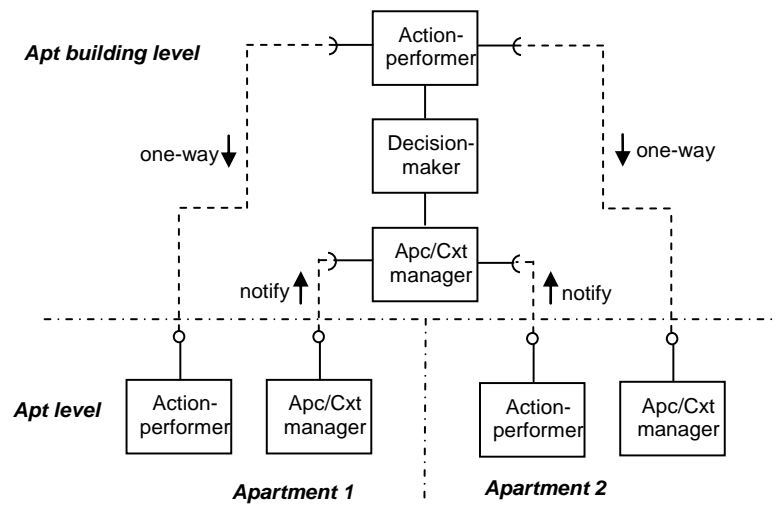 Action-
performer
Apt building level
one-way
Decision-
maker
one-way
Apc/Cxt
manager
notify
notify
Apt level
Action-
performer
Apc/Cxt
manager
Action-
performer
Apc/Cxt
manager
Apartment 1
Apartment 2